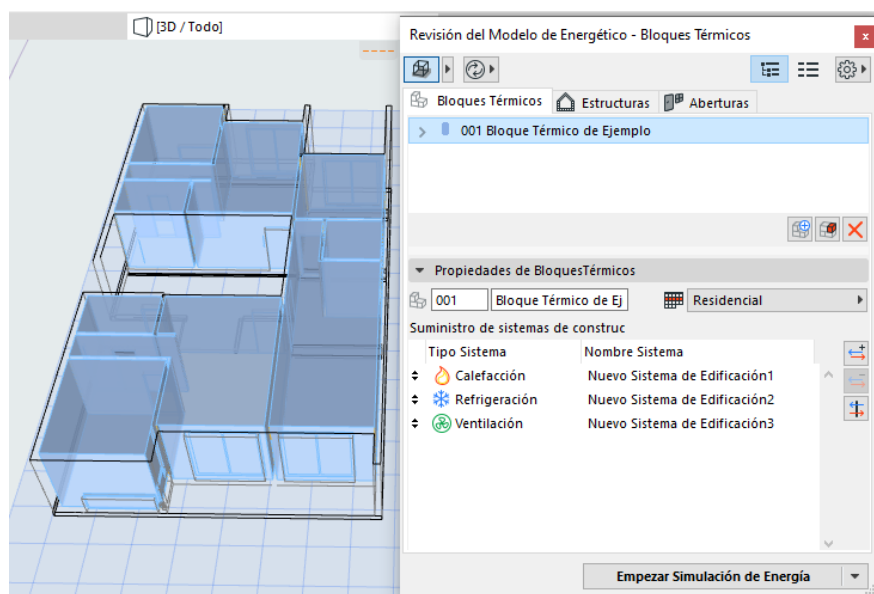 [3D / Todo]
Revisión del Modelo de Energético - Bloques Térmicos
Bloques Térmicos
Estructuras
Aberturas
001 Bloque Térmico de Ejemplo
Propiedades de BloquesTérmicos
001
Bloque Térmico de Ej
Residencial
Suministro de sistemas de construc
Tipo Sistema
Nombre Sistema
Calefacción
Nuevo Sistema de Edificación1
Refrigeración
Nuevo Sistema de Edificación2
Ventilación
Nuevo Sistema de Edificación3
Empezar Simulación de Energía